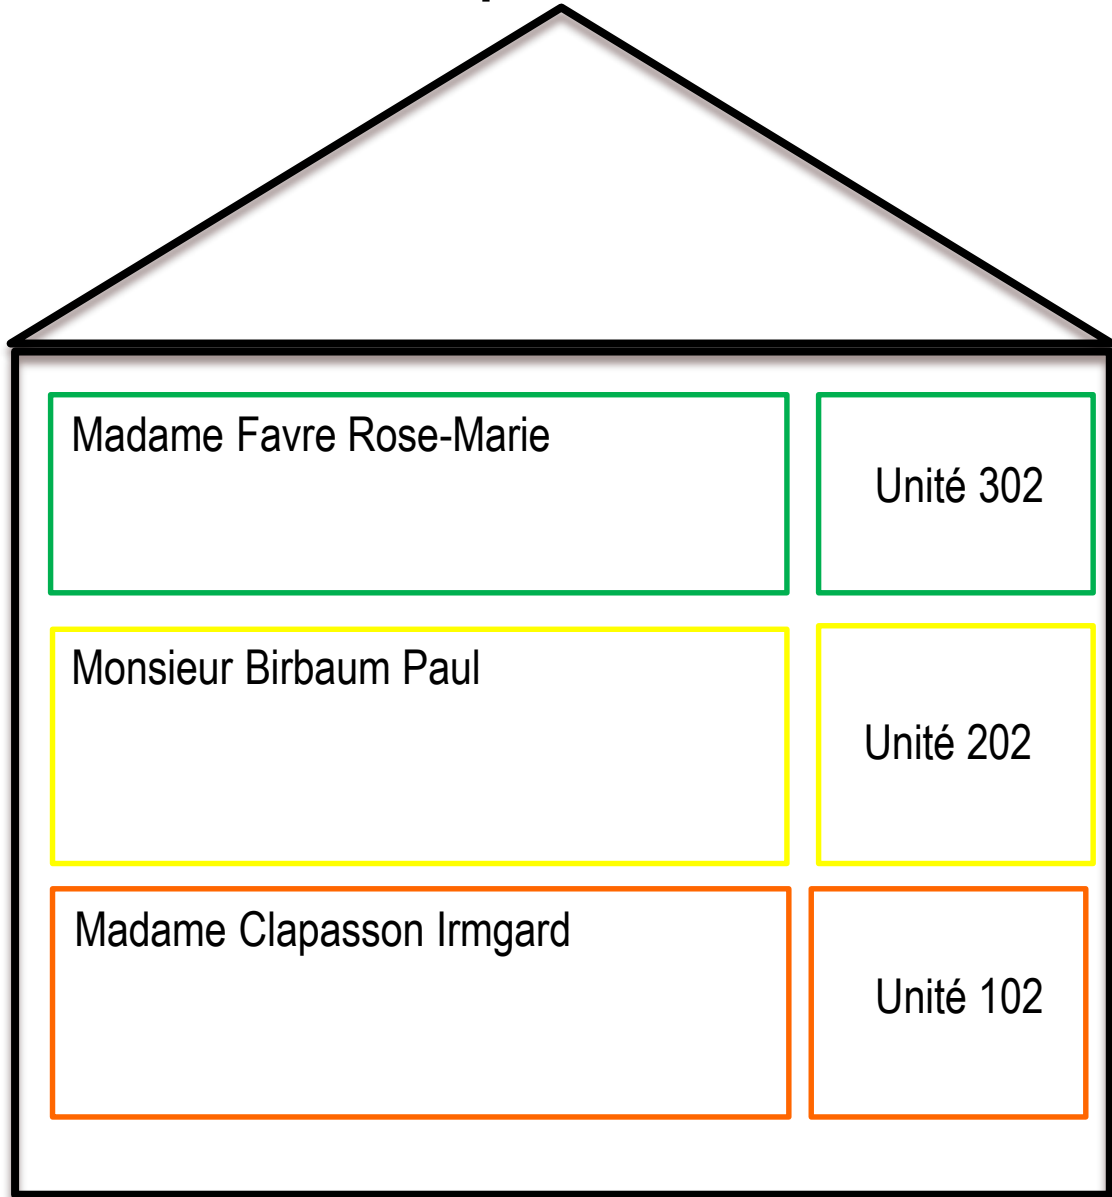 Madame Favre Rose-Marie
Unité 302
Monsieur Birbaum Paul
Unité 202
Madame Clapasson Irmgard
Unité 102